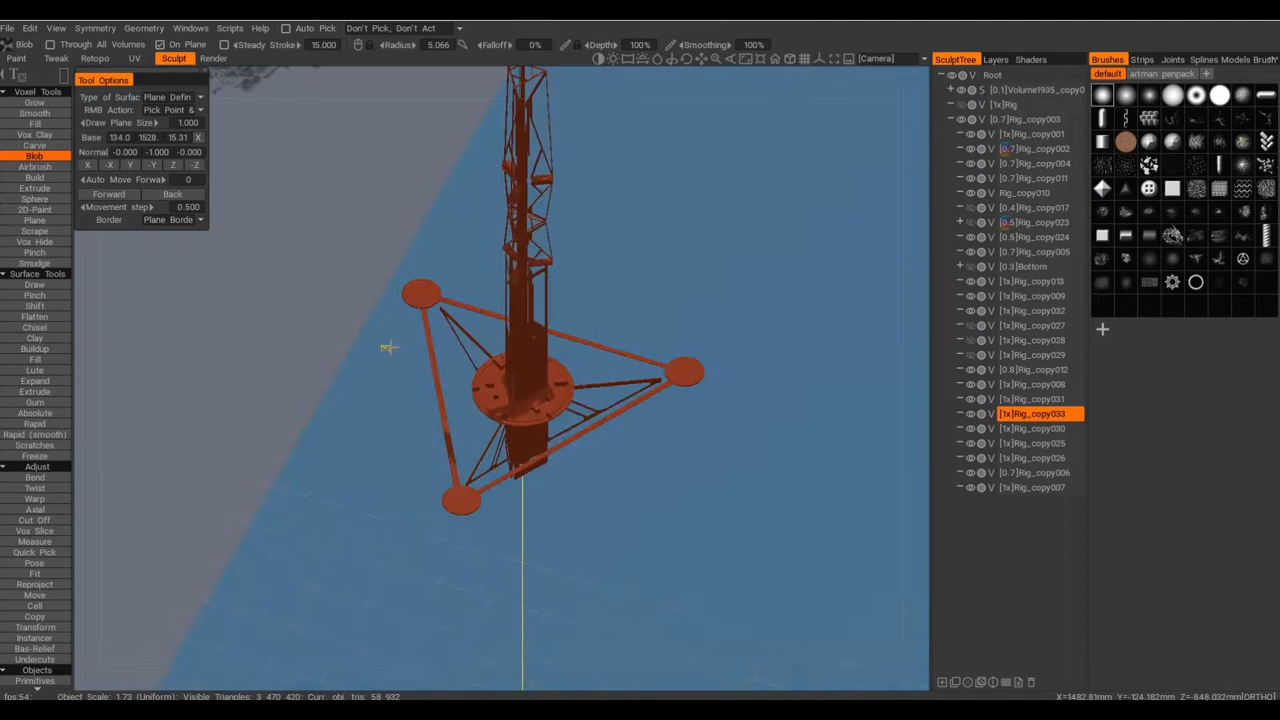 File Edit View Symmetry Geometry Windows Scripts Help Auto Pick Don't Pick, Don't Act
Blob Through All Volumes On Plane Steady Stroke 15.000 Radius 5.066 Falloff 0% Depth 100% Smoothing 100%
Paint Tweak Retopo UV Sculpt Render [Camera]
SculptTree Layers Shaders
Brushes Strips Joints Splines Models Brush
default artman penpack +
Tool Options
Type of Surfac Plane Defin
RMB Action: Pick Point &
Draw Plane Size 1.000
Base 134.0 1528. 15.31 X
Normal -0.000 -1.000 -0.000
X -X Y -Y Z -Z
Auto Move Forwa 0
Forward Back
Movement step 0.500
Border Plane Borde
Voxel Tools
Grow
Smooth
Fill
Vox Clay
Carve
Blob
Airbrush
Build
Extrude
Sphere
2D-Paint
Plane
Scrape
Vox Hide
Pinch
Smudge
Surface Tools
Draw
Pinch
Shift
Flatten
Chisel
Clay
Buildup
Fill
Lute
Expand
Extrude
Gum
Absolute
Rapid
Rapid (smooth)
Scratches
Freeze
Adjust
Bend
Twist
Warp
Axial
Cut Off
Vox Slice
Measure
Quick Pick
Pose
Fit
Reproject
Move
Cell
Copy
Transform
Instancer
Bas-Relief
Undercuts
Objects
Primitives
Root
S [0.1]Volume1935_copy0
V [1x]Rig
V [0.7]Rig_copy003
V [1x]Rig_copy001
V [0.7]Rig_copy002
V [0.7]Rig_copy004
V [0.7]Rig_copy011
V Rig_copy010
V [0.4]Rig_copy017
V [0.5]Rig_copy023
V [0.5]Rig_copy024
V [0.7]Rig_copy005
V [0.3]Bottom
V [1x]Rig_copy013
V [1x]Rig_copy009
V [1x]Rig_copy032
V [1x]Rig_copy027
V [1x]Rig_copy028
V [1x]Rig_copy029
V [0.8]Rig_copy012
V [1x]Rig_copy008
V [1x]Rig_copy031
V [1x]Rig_copy033
V [1x]Rig_copy030
V [1x]Rig_copy025
V [1x]Rig_copy026
V [0.7]Rig_copy006
V [1x]Rig_copy007
fps:54; Object Scale: 1.73 (Uniform); Visible Triangles: 3 470 420; Curr. obj. tris: 58 932
X=1482.81mm Y=-124.182mm Z=-848.032mm[ORTHO]